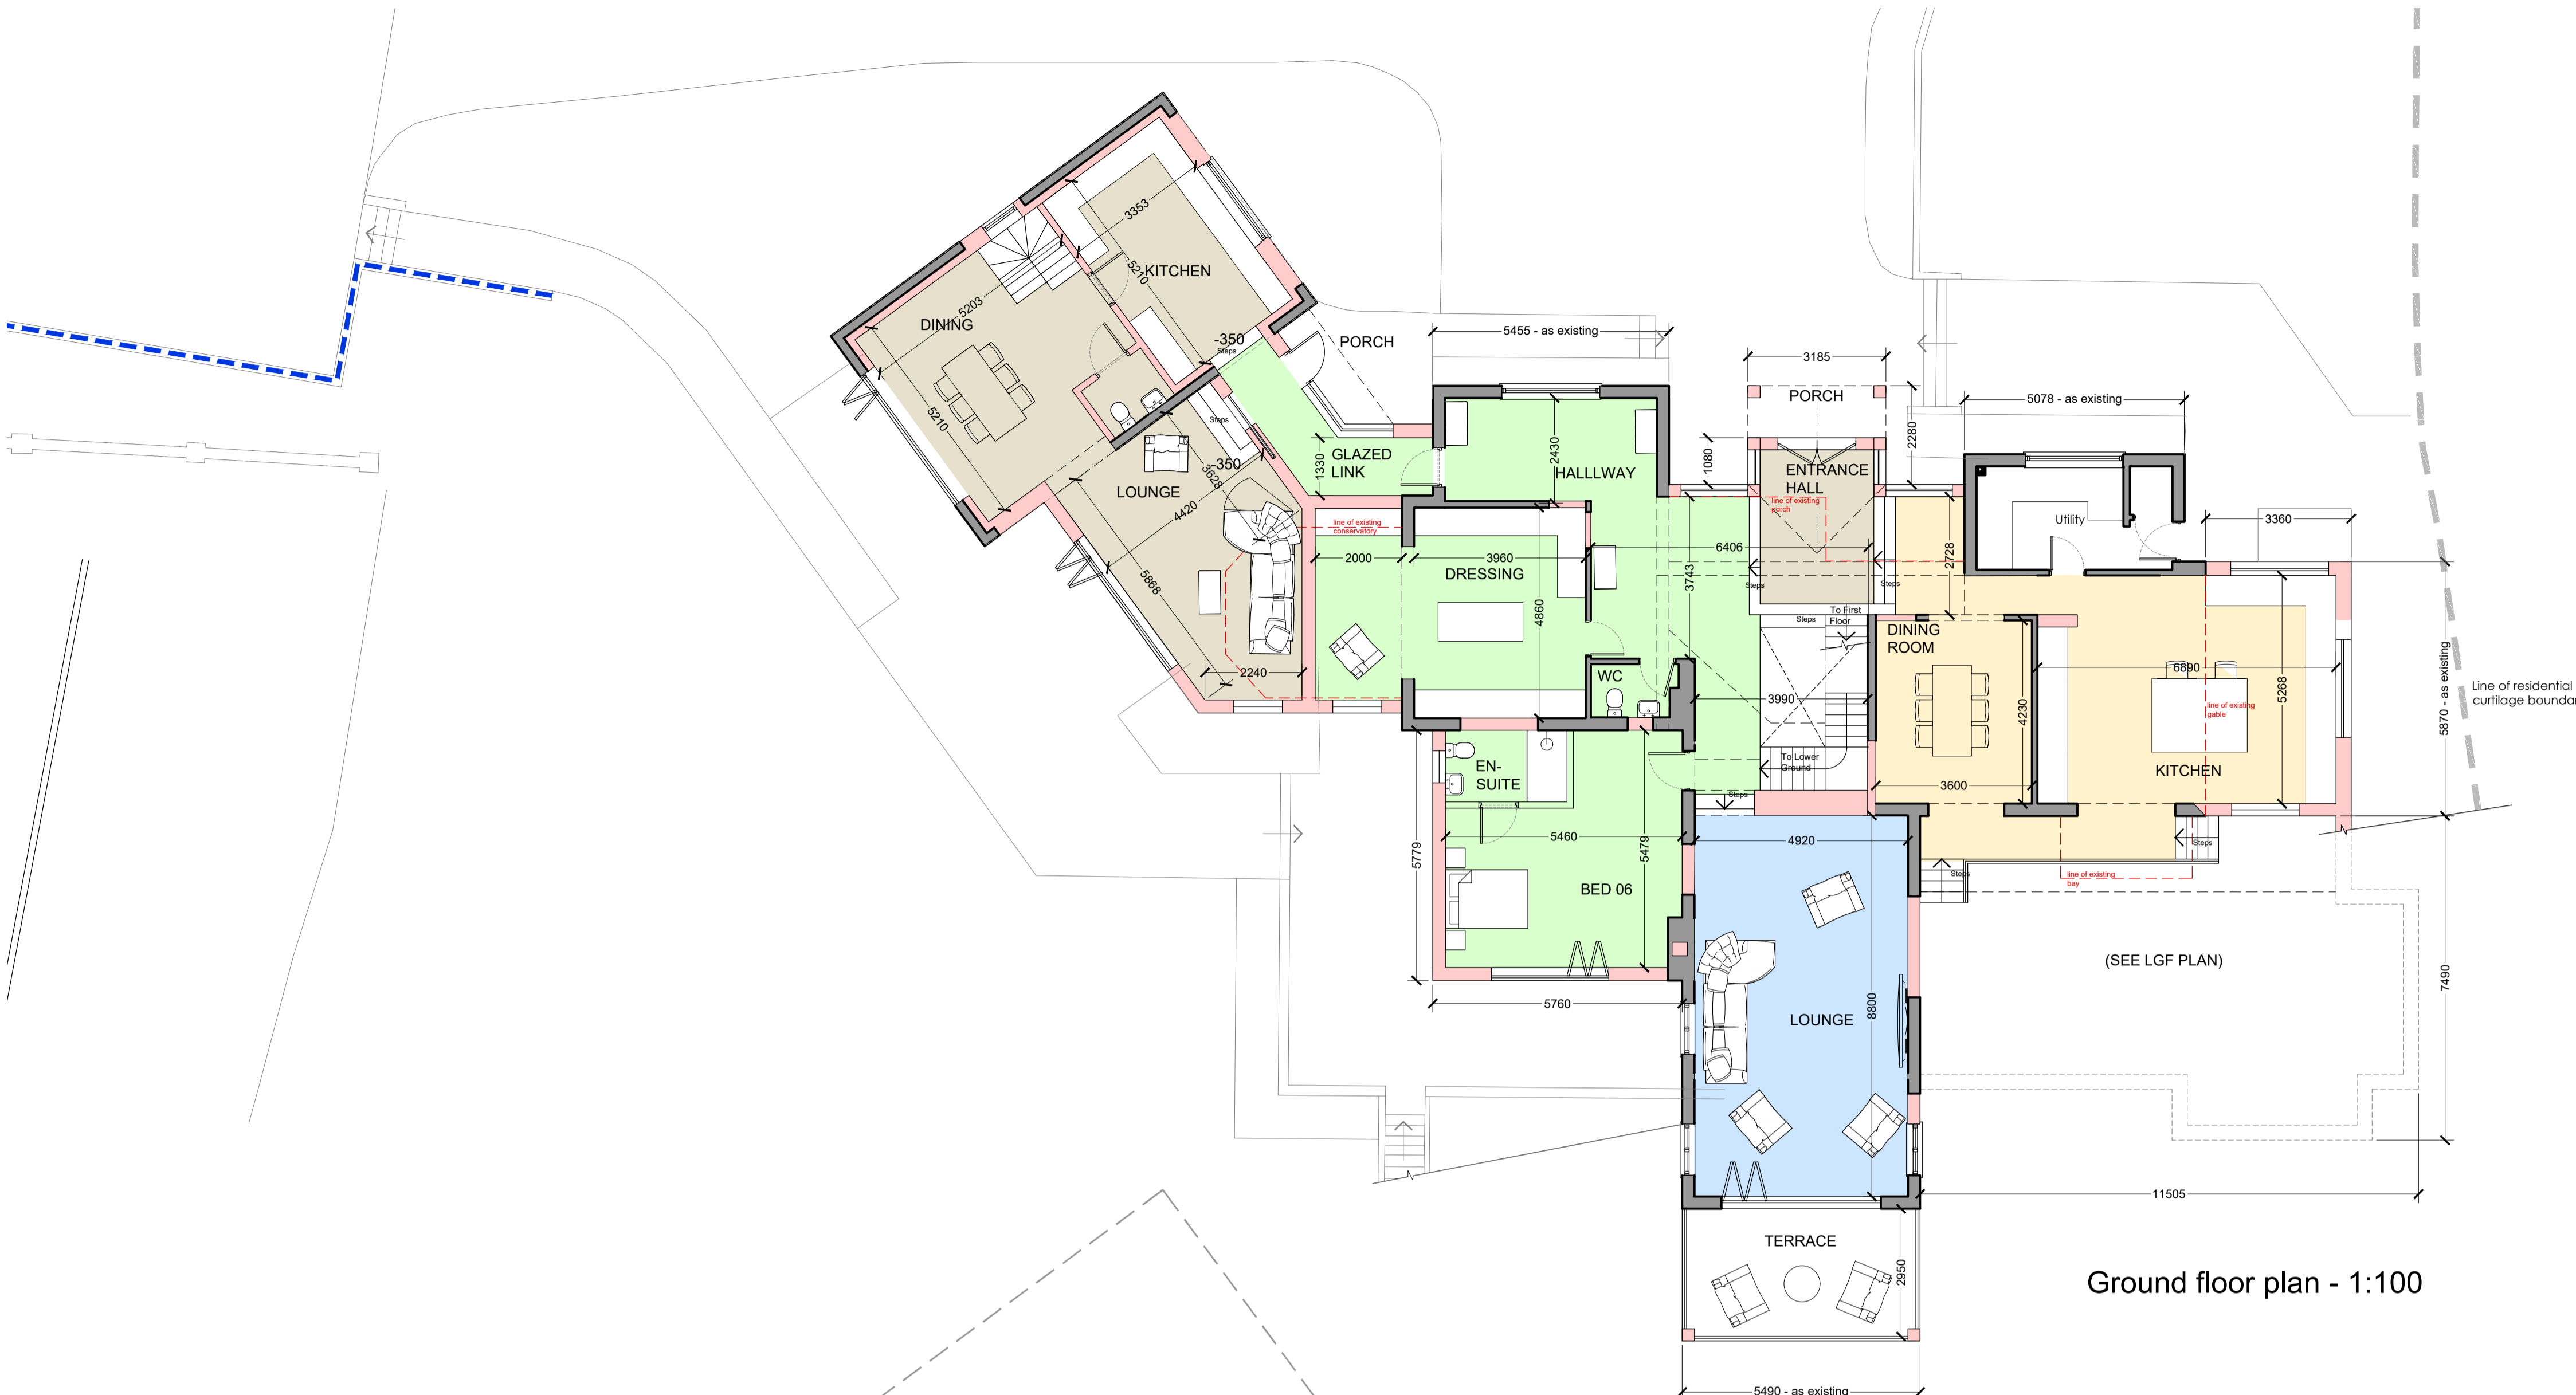 3353
KITCHEN
5210
5203
DINING
-350
Steps
PORCH
5455 - as existing
3185
PORCH
5078 - as existing
2280
5210
Steps
-350
3628
LOUNGE
4420
1330
GLAZED
LINK
2430
HALLLWAY
1080
ENTRANCE
HALL
line of existing
porch
Utility
3360
line of existing
conservatory
2000
3960
DRESSING
6406
3743
2728
Steps
Steps
5868
4860
To First
Floor
Steps
DINING
ROOM
2240
WC
3990
4230
6890
5268
line of existing
gable
5870 - as existing
Line of residential
curtilage boundar
To Lower
Ground
KITCHEN
EN-
SUITE
3600
Steps
5779
5460
5479
4920
Steps
BED 06
Steps
line of existing
bay
(SEE LGF PLAN)
7490
5760
8800
LOUNGE
11505
TERRACE
2950
Ground floor plan - 1:100
5490 - as existing